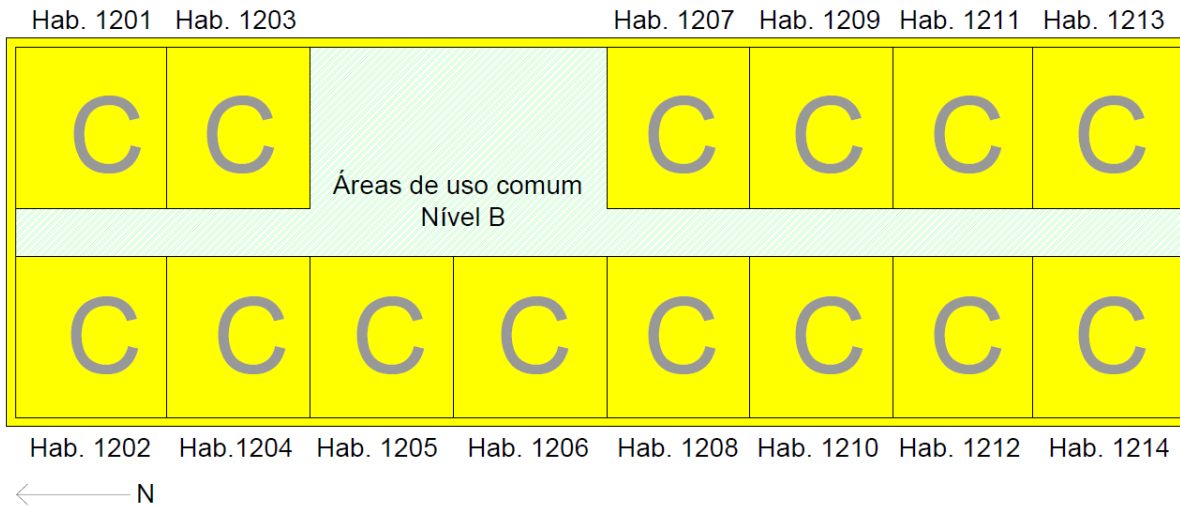 Hab. 1201 Hab. 1203 Hab. 1207 Hab. 1209 Hab. 1211 Hab. 1213
C C C C C C
Áreas de uso comum
Nível B
C C C C C C C C
Hab. 1202 Hab.1204 Hab. 1205 Hab. 1206 Hab. 1208 Hab. 1210 Hab. 1212 Hab. 1214
N